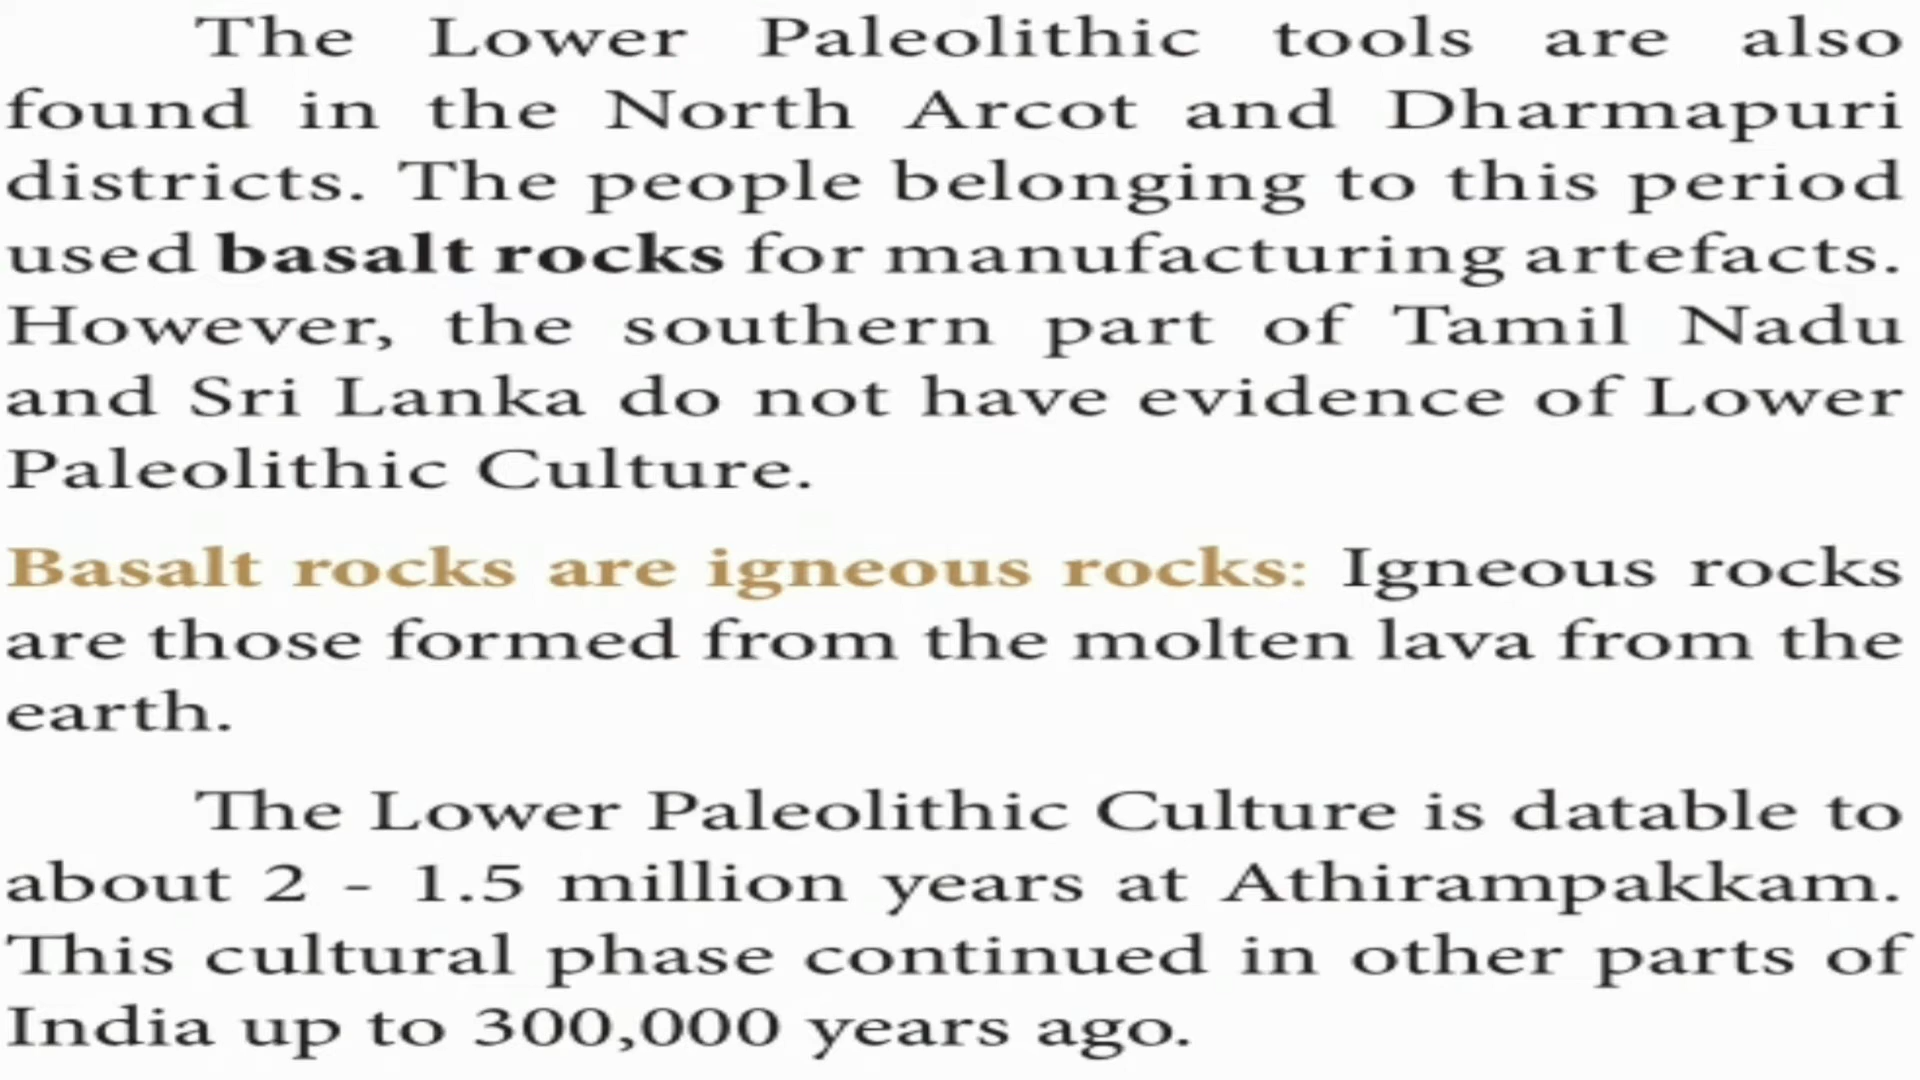 The Lower Paleolithic tools are also
found in the North Arcot and Dharmapuri
districts. The people belonging to this period
used basalt rocks for manufacturing artefacts.
However, the southern part of Tamil Nadu
and Sri Lanka do not have evidence of Lower
Paleolithic Culture.
Basalt rocks are igneous rocks: Igneous rocks
are those formed from the molten lava from the
earth.
The Lower Paleolithic Culture is datable to
about 2 - 1.5 million years at Athirampakkam.
This cultural phase continued in other parts of
India up to 300,000 years ago.